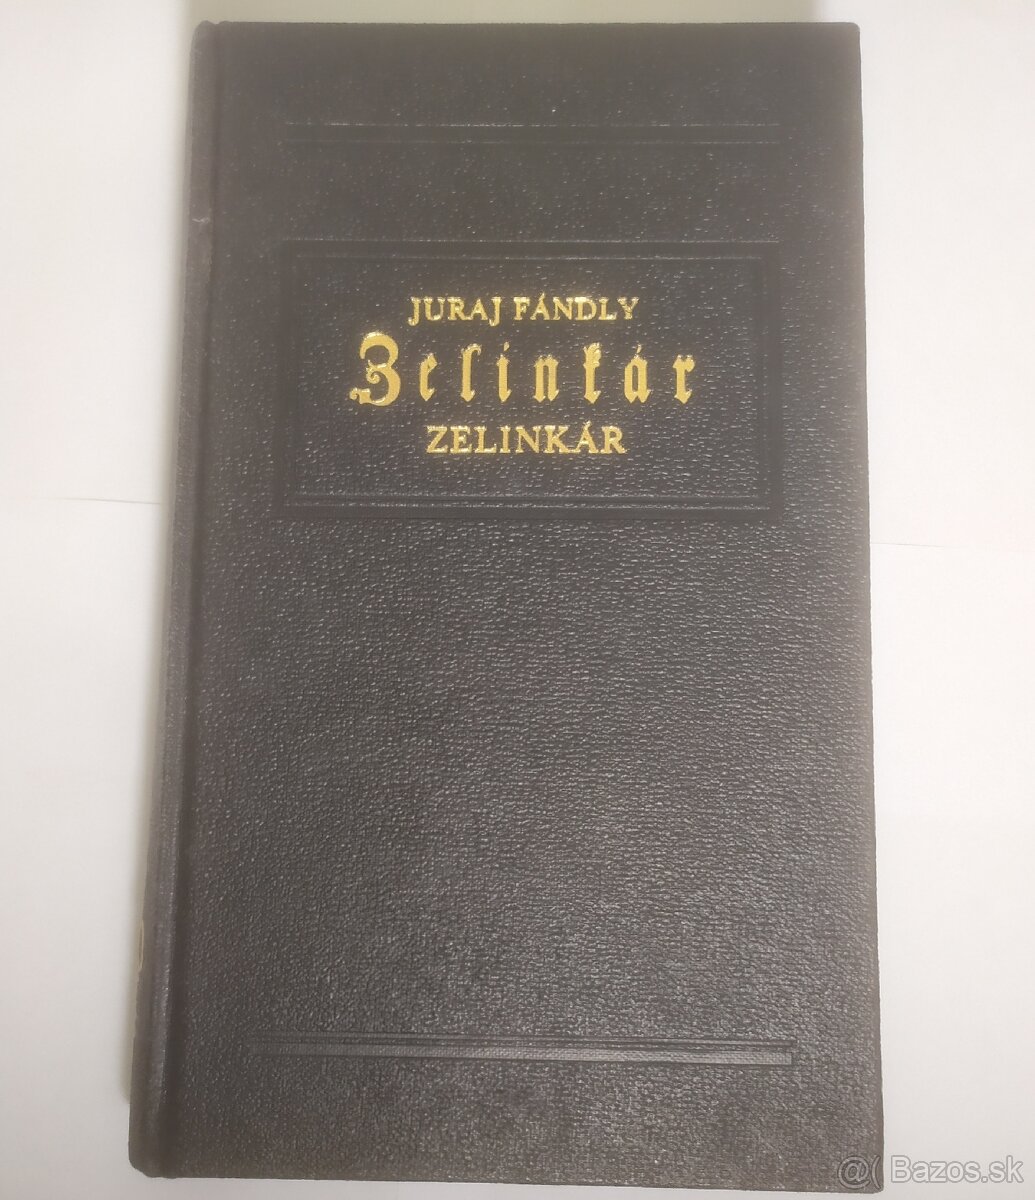 JURAJ FÁNDLY
Zelinkár
ZELINKÁR
@( Bazos.sk